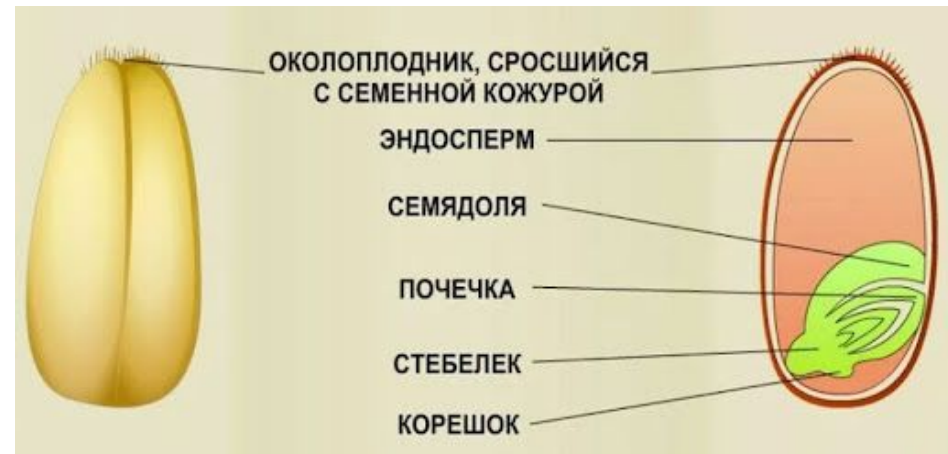 ОКОЛОПЛОДНИК, СРОСШИЙСЯ
С СЕМЕННОЙ КОЖУРОЙ
ЭНДОСПЕРМ
СЕМЯДОЛЯ
ПОЧЕЧКА
СТЕБЕЛЕК
КОРЕШОК